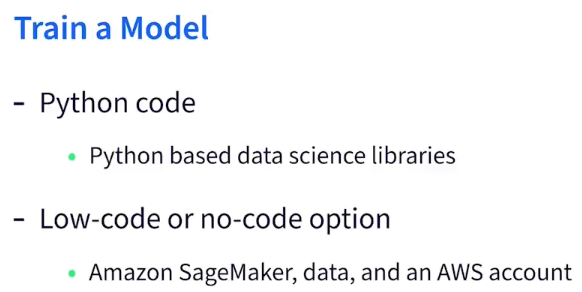 Train a Model
- Python code
• Python based data science libraries
- Low-code or no-code option
• Amazon SageMaker, data, and an AWS account